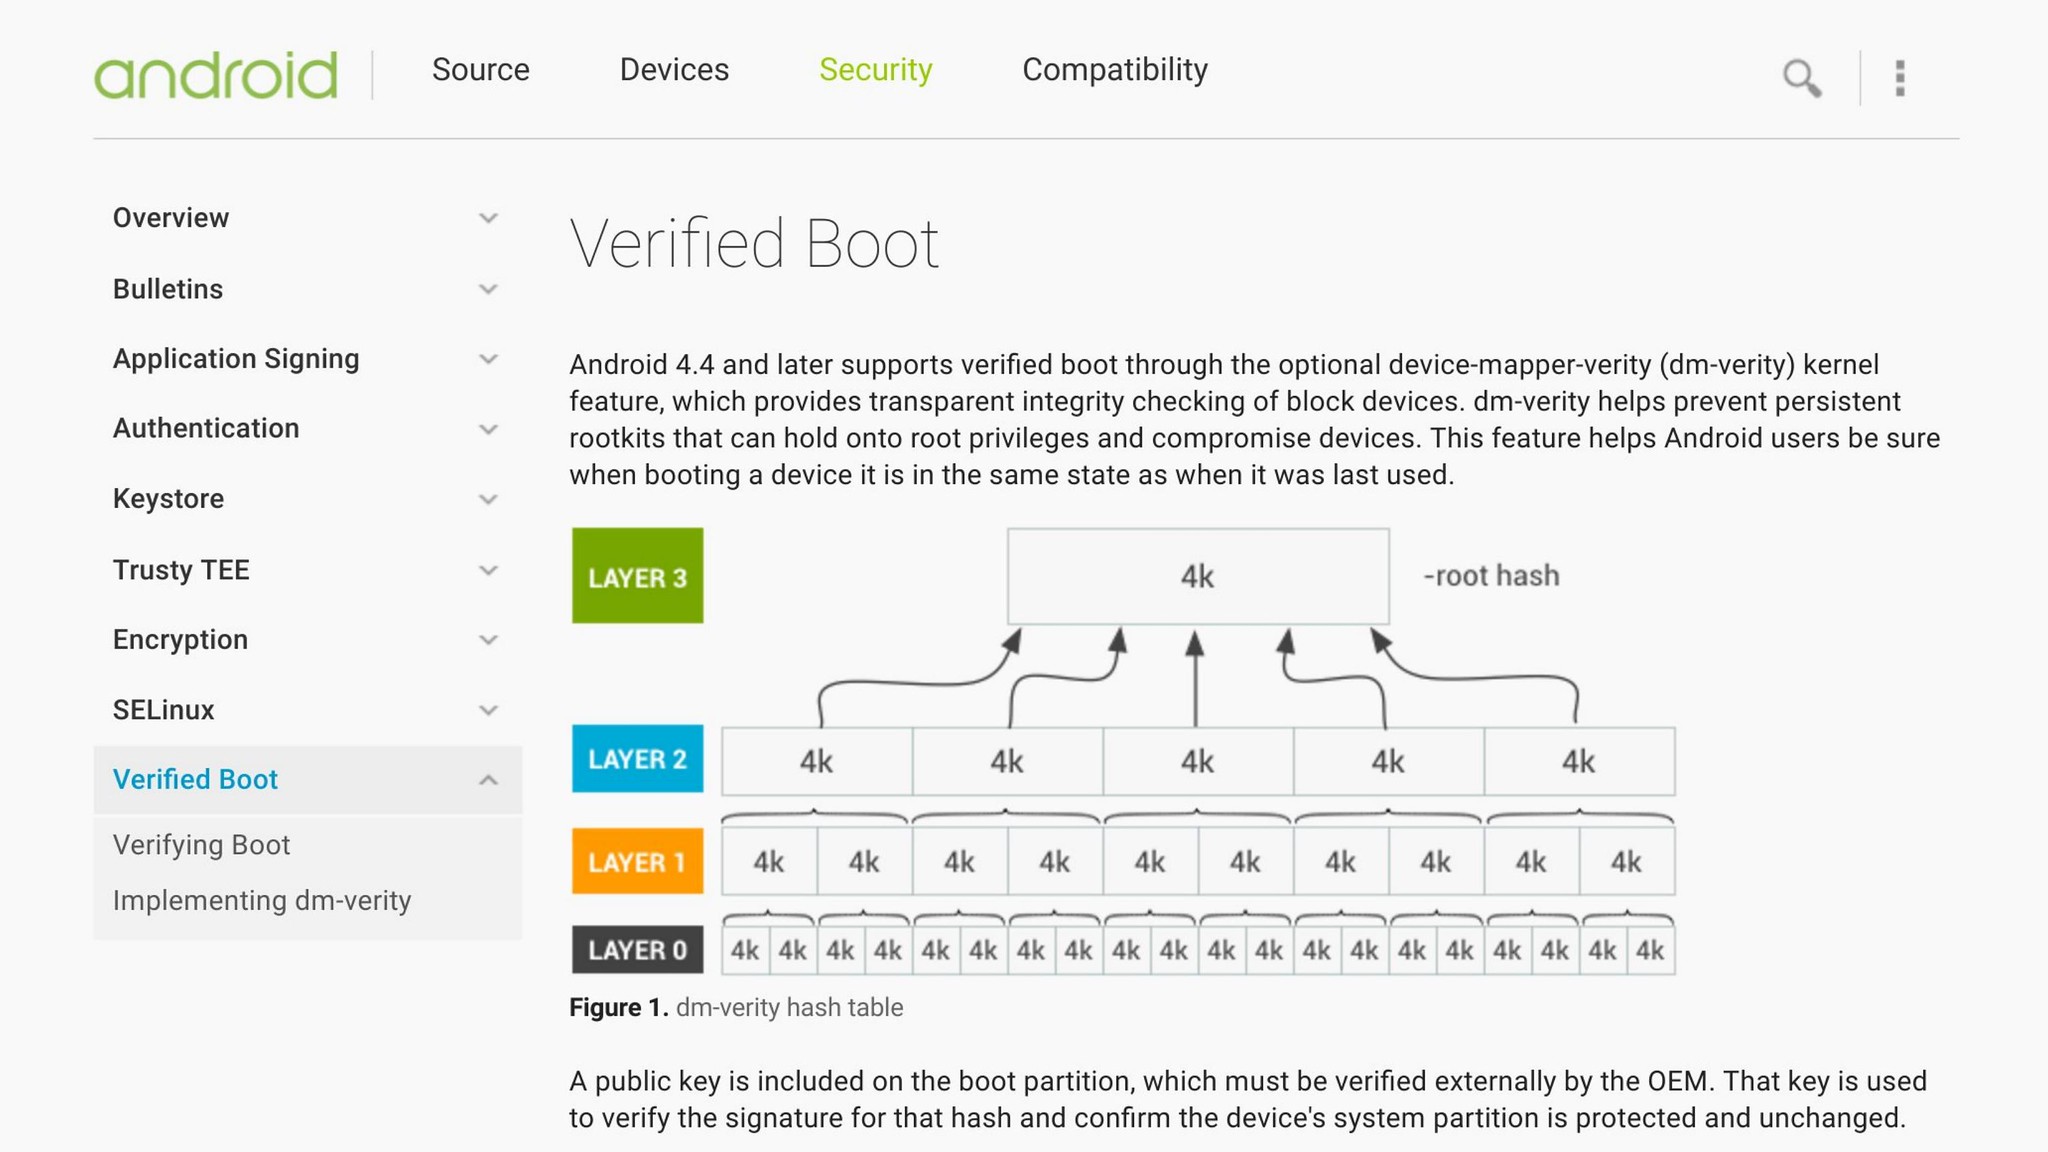 android
Source
Devices
Security
Compatibility
Overview
Bulletins
Application Signing
Authentication
Keystore
Trusty TEE
Encryption
SELinux
Verified Boot
Verifying Boot
Implementing dm-verity
Verified Boot
Android 4.4 and later supports verified boot through the optional device-mapper-verity (dm-verity) kernel
feature, which provides transparent integrity checking of block devices. dm-verity helps prevent persistent
rootkits that can hold onto root privileges and compromise devices. This feature helps Android users be sure
when booting a device it is in the same state as when it was last used.
LAYER 3 4k -root hash
LAYER 2 4k 4k 4k 4k 4k
LAYER 1 4k 4k 4k 4k 4k 4k 4k 4k 4k 4k
LAYER 0 4k 4k 4k 4k 4k 4k 4k 4k 4k 4k 4k 4k 4k 4k 4k 4k 4k 4k 4k 4k
Figure 1. dm-verity hash table
A public key is included on the boot partition, which must be verified externally by the OEM. That key is used
to verify the signature for that hash and confirm the device's system partition is protected and unchanged.